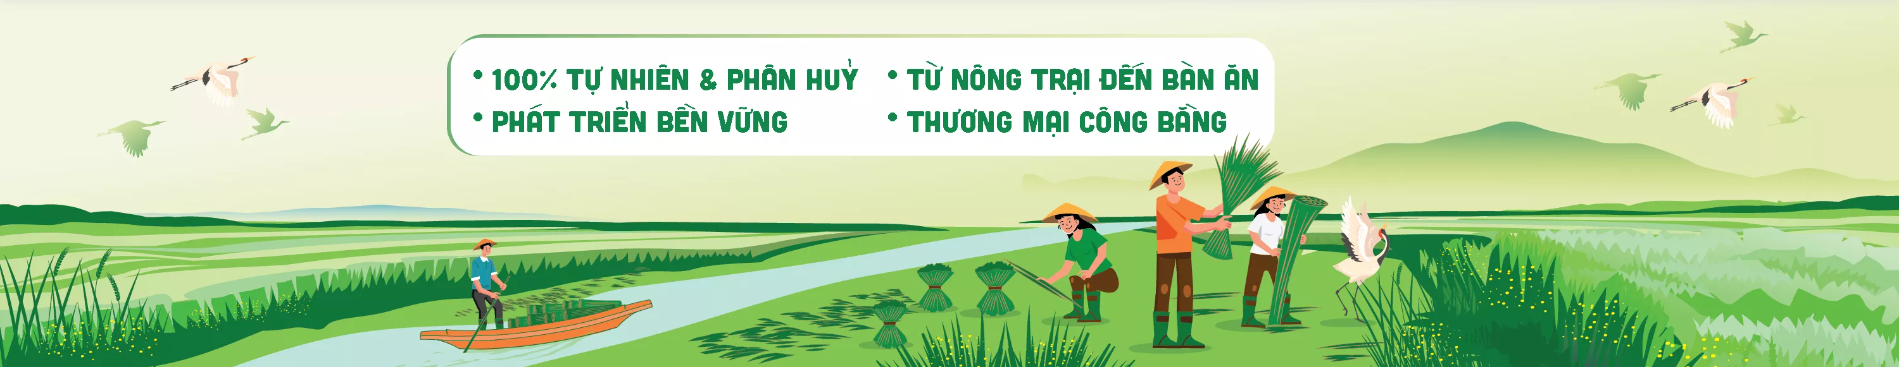 • 100% TỰ NHIÊN & PHÂN HUỶ
• PHÁT TRIỂN BỀN VỮNG
• TỪ NÔNG TRẠI ĐẾN BÀN ĂN
• THƯƠNG MẠI CÔNG BẰNG